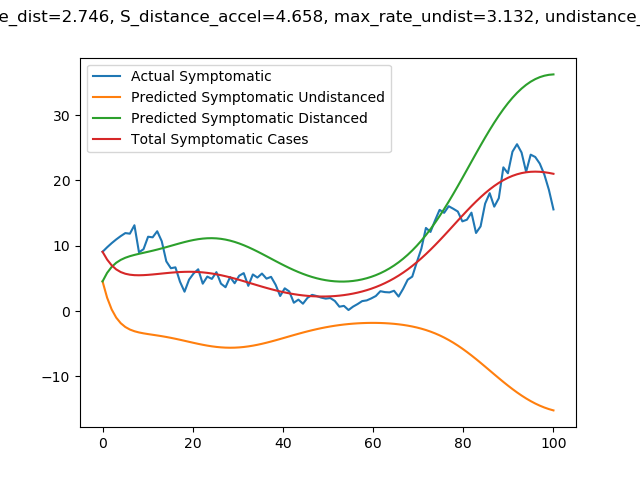 e_dist=2.746, S_distance_accel=4.658, max_rate_undist=3.132, undistance_
Actual Symptomatic
Predicted Symptomatic Undistanced
Predicted Symptomatic Distanced
Total Symptomatic Cases
30
20
10
0
−10
0 20 40 60 80 100